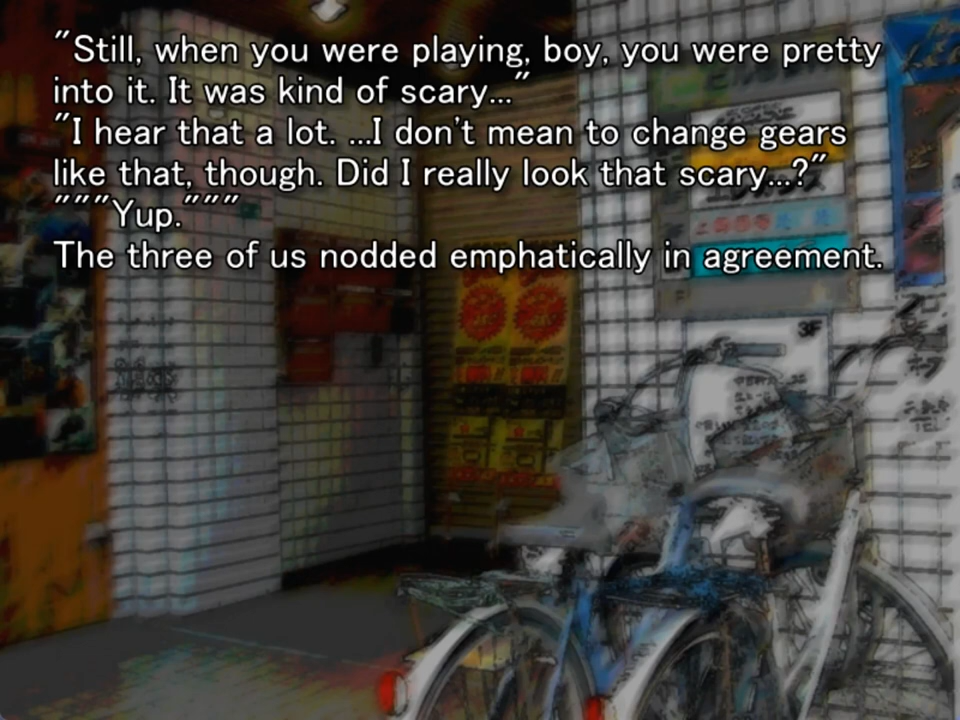 "Still, when you were playing, boy, you were pretty
into it. It was kind of scary..."
"I hear that a lot. ...I don't mean to change gears
like that, though. Did I really look that scary...?"
"""Yup."""
The three of us nodded emphatically in agreement.
3F